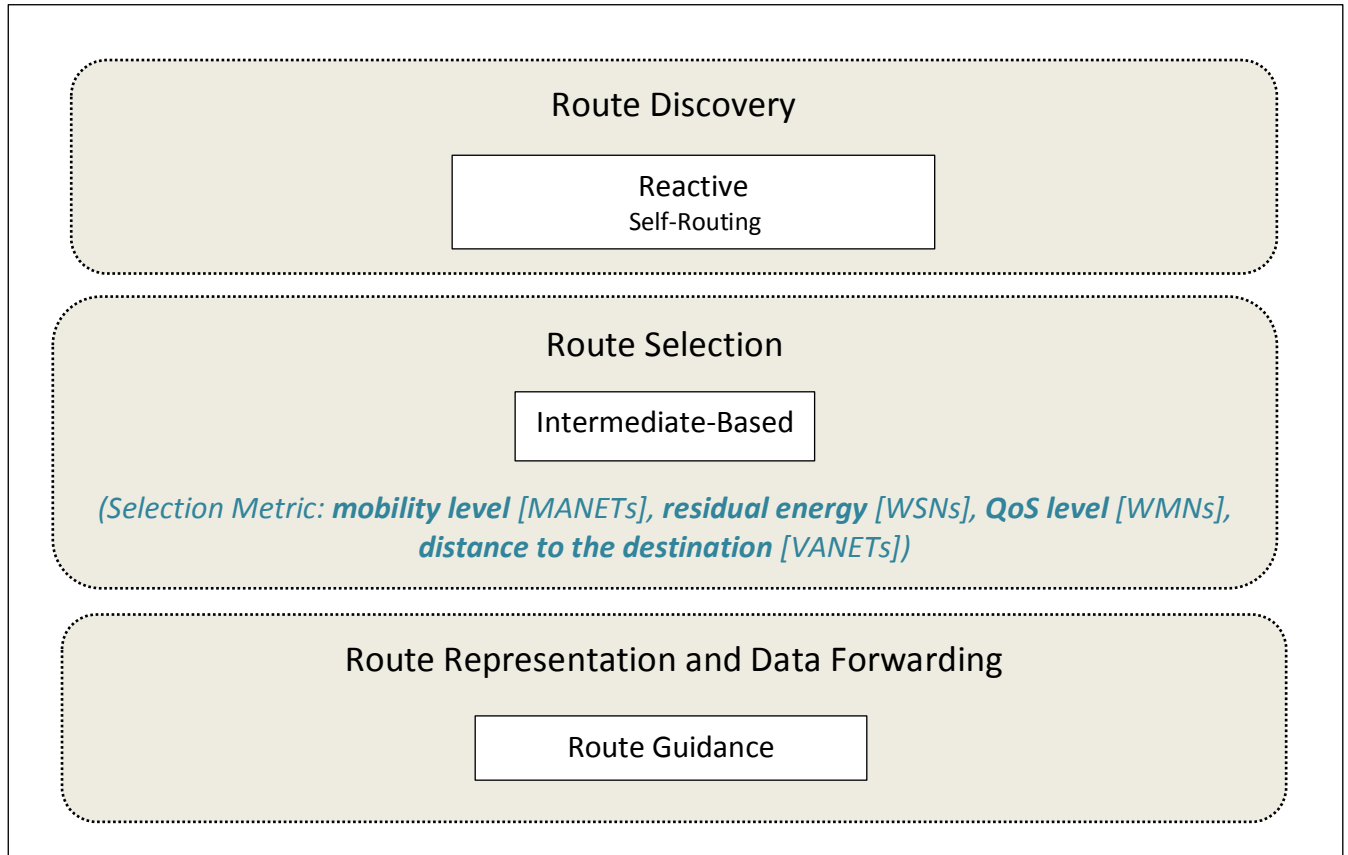 Route Discovery
Reactive
Self-Routing
Route Selection
Intermediate-Based
(Selection Metric: mobility level [MANETs], residual energy [WSNs], QoS level [WMNs],
distance to the destination [VANETs])
Route Representation and Data Forwarding
Route Guidance